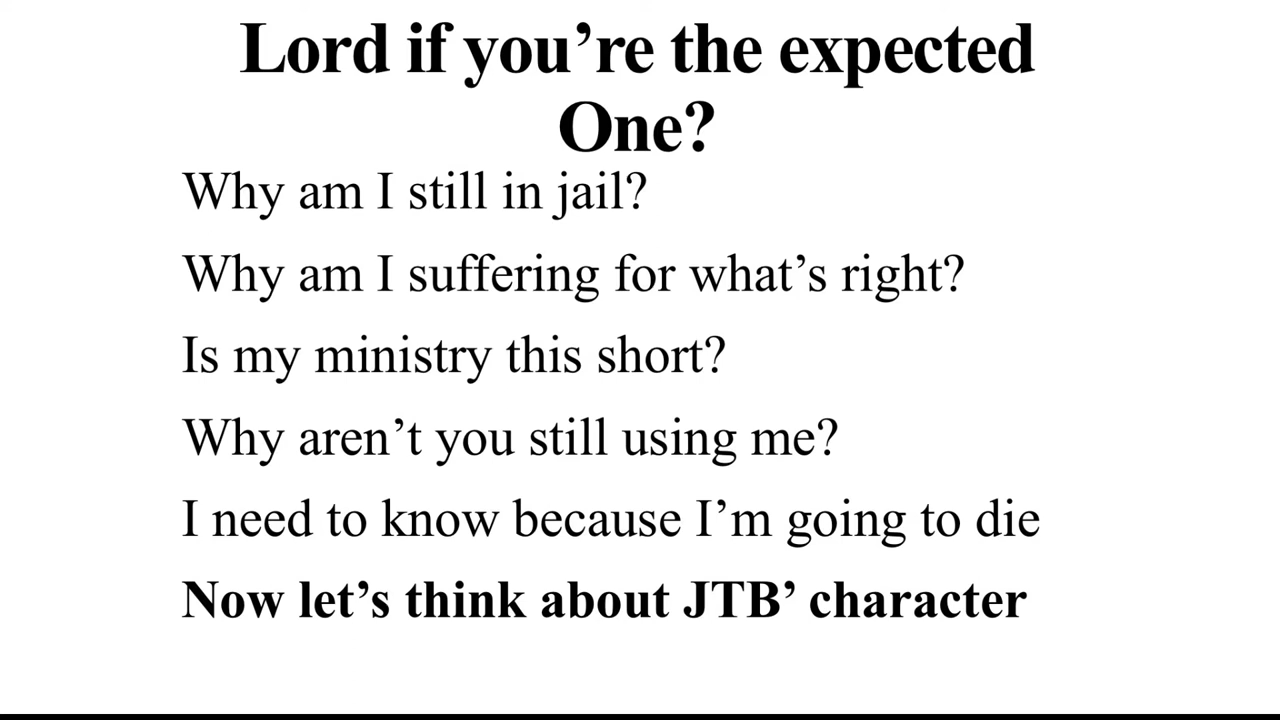 Lord if you’re the expected
One?
Why am I still in jail?
Why am I suffering for what’s right?
Is my ministry this short?
Why aren’t you still using me?
I need to know because I’m going to die
Now let’s think about JTB’ character